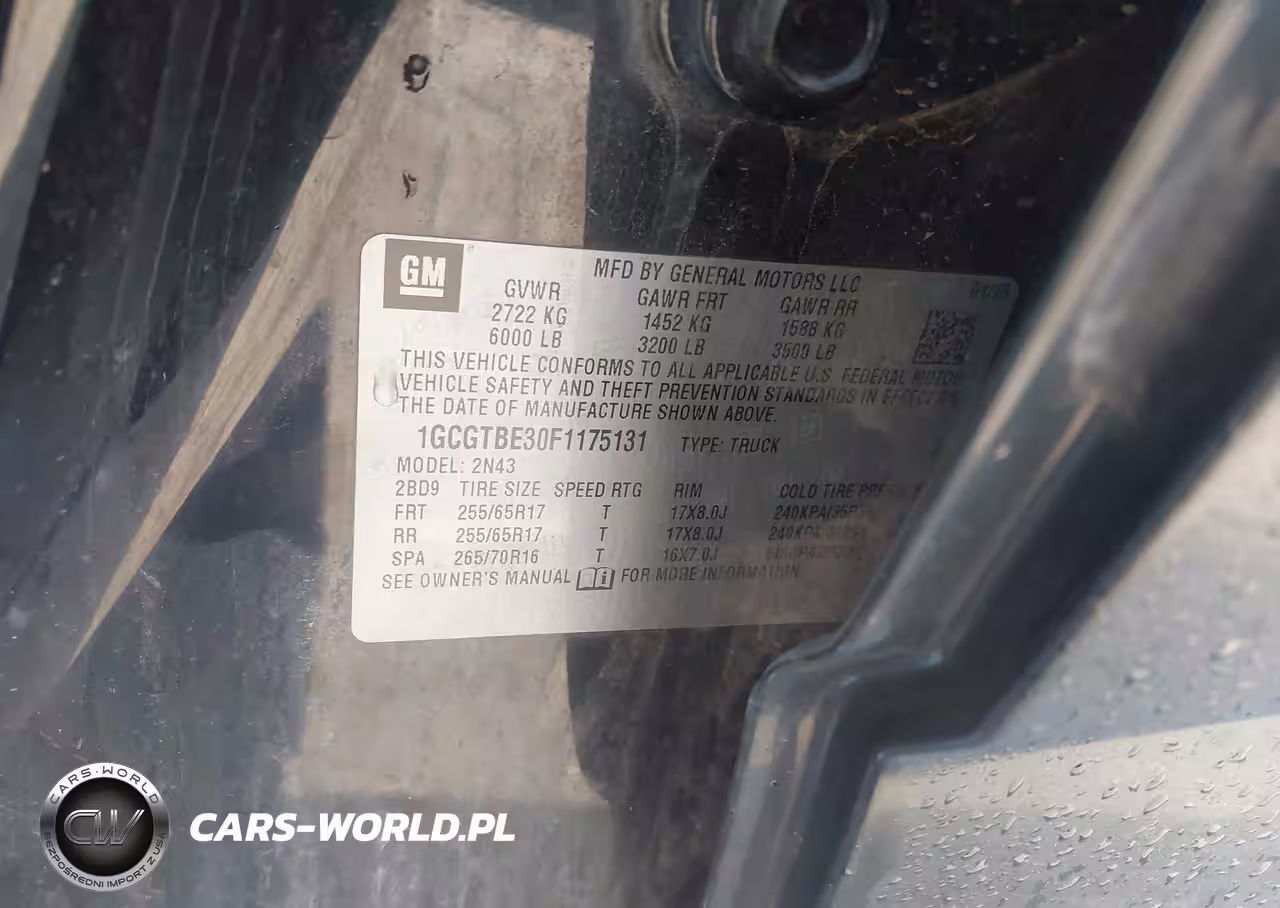 GM
MFD BY GENERAL MOTORS LLC
GVWR GAWR FRT GAWR RR
2722 KG 1452 KG 1588 KG
6000 LB 3200 LB 3500 LB
THIS VEHICLE CONFORMS TO ALL APPLICABLE U.S. FEDERAL MOTOR
VEHICLE SAFETY AND THEFT PREVENTION STANDARDS IN EFFECT ON
THE DATE OF MANUFACTURE SHOWN ABOVE.
1GCGTBE30F1175131 TYPE: TRUCK
MODEL: 2N43
2BD9 TIRE SIZE SPEED RTG RIM COLD TIRE
FRT 255/65R17 T 17X8.0J
RR 255/65R17 T 17X8.0J
SPA 265/70R16 T 16X7.0J
SEE OWNER'S MANUAL FOR MORE INFORMATION
CARS-WORLD
CW
BEZPOŚREDNI IMPORT Z USA
CARS-WORLD.PL